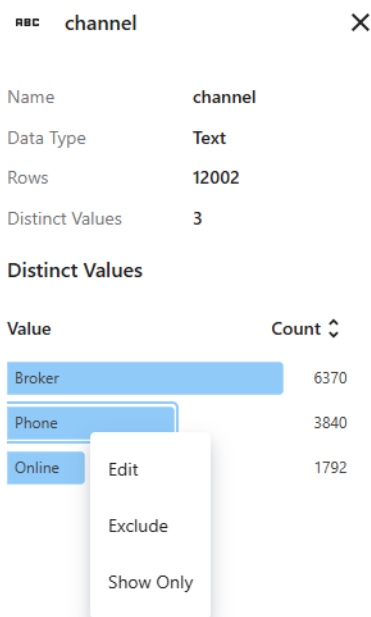 ABC channel
Name channel
Data Type Text
Rows 12002
Distinct Values 3
Distinct Values
Value Count
Broker 6370
Phone 3840
Online 1792
Edit
Exclude
Show Only